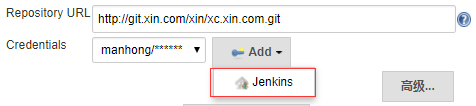 Repository URL http://git.xin.com/xin/xc.xin.com.git
Credentials manhong/****** Add
Jenkins
高级...